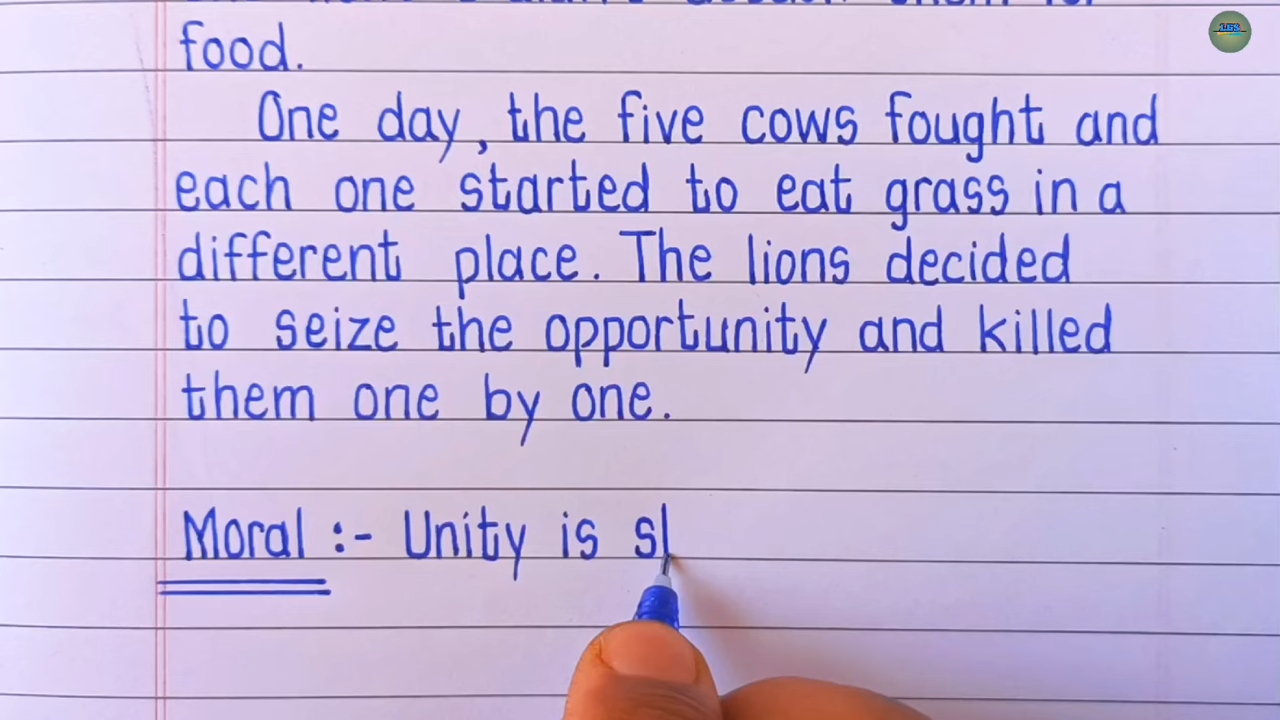 food.
One day, the five cows fought and
each one started to eat grass in a
different place. The lions decided
to seize the opportunity and killed
them one by one.
Moral :- Unity is s